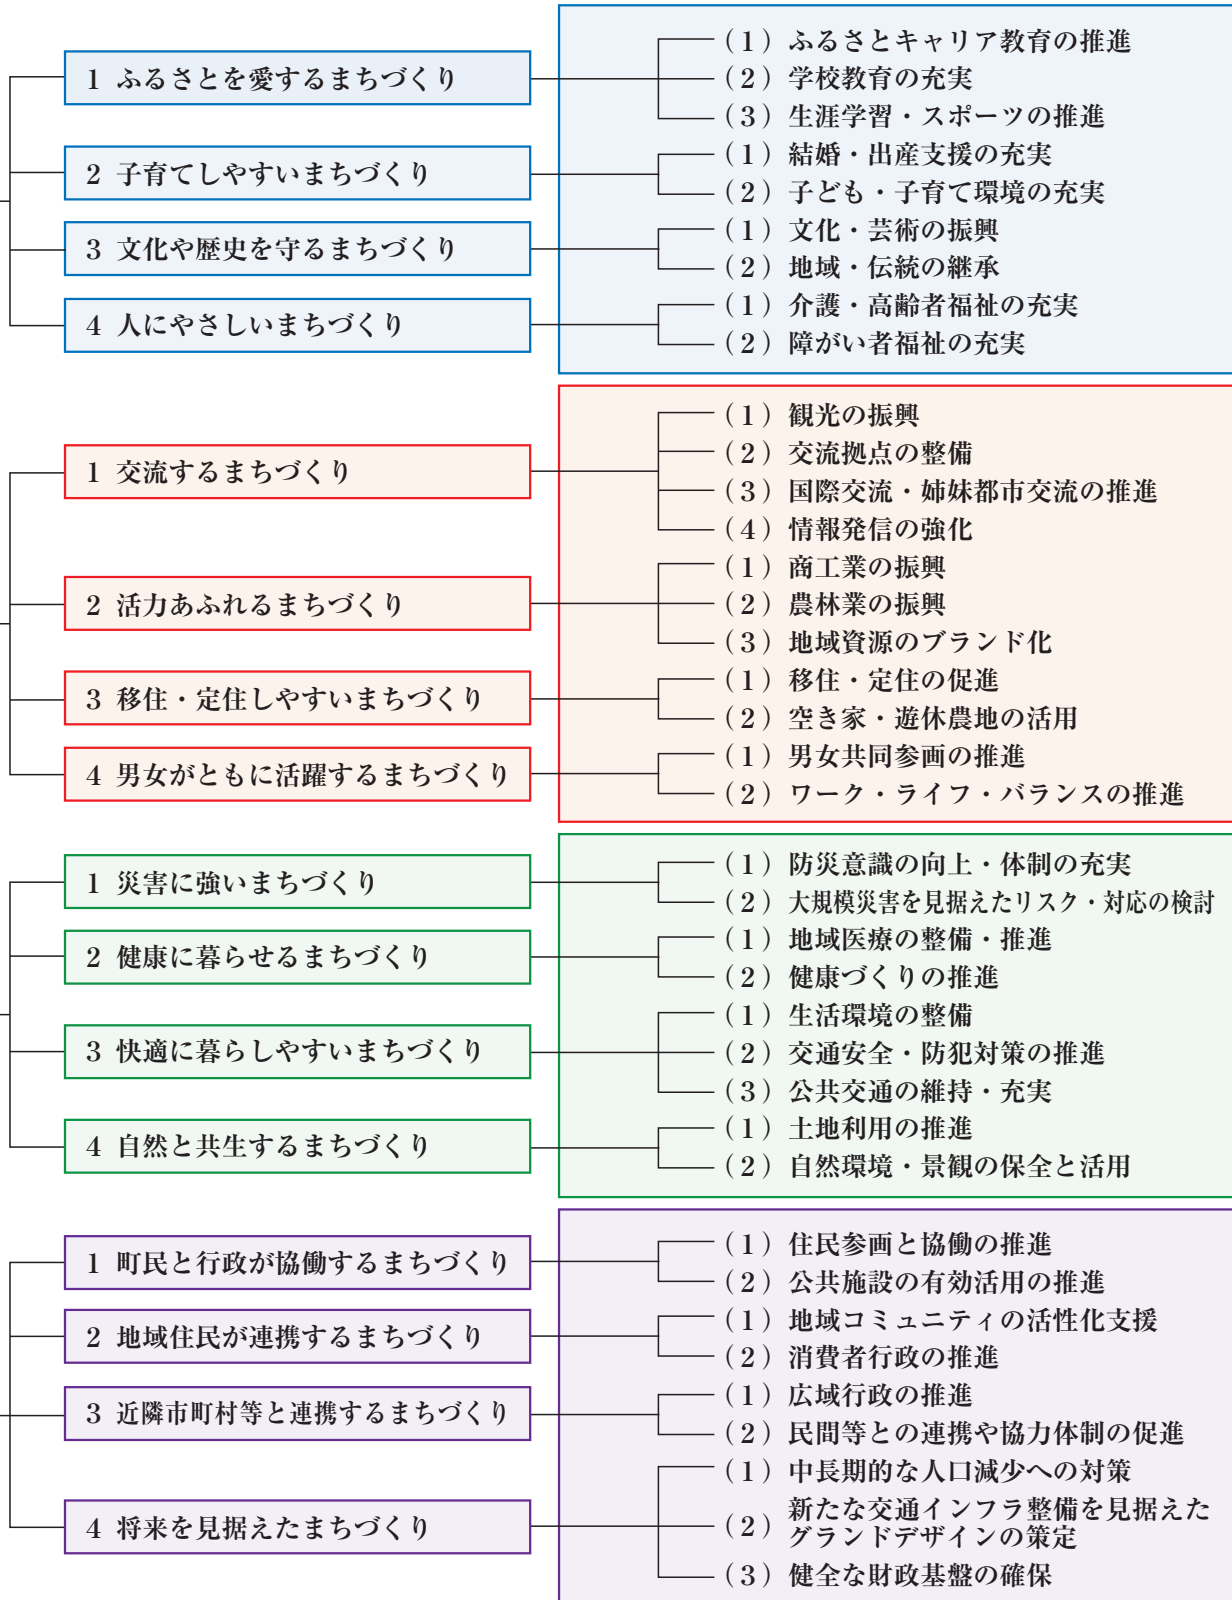 1 ふるさとを愛するまちづくり
（1）ふるさとキャリア教育の推進
（2）学校教育の充実
（3）生涯学習・スポーツの推進
2 子育てしやすいまちづくり
（1）結婚・出産支援の充実
（2）子ども・子育て環境の充実
3 文化や歴史を守るまちづくり
（1）文化・芸術の振興
（2）地域・伝統の継承
4 人にやさしいまちづくり
（1）介護・高齢者福祉の充実
（2）障がい者福祉の充実
1 交流するまちづくり
（1）観光の振興
（2）交流拠点の整備
（3）国際交流・姉妹都市交流の推進
（4）情報発信の強化
2 活力あふれるまちづくり
（1）商工業の振興
（2）農林業の振興
（3）地域資源のブランド化
3 移住・定住しやすいまちづくり
（1）移住・定住の促進
（2）空き家・遊休農地の活用
4 男女がともに活躍するまちづくり
（1）男女共同参画の推進
（2）ワーク・ライフ・バランスの推進
1 災害に強いまちづくり
（1）防災意識の向上・体制の充実
（2）大規模災害を見据えたリスク・対応の検討
2 健康に暮らせるまちづくり
（1）地域医療の整備・推進
（2）健康づくりの推進
3 快適に暮らしやすいまちづくり
（1）生活環境の整備
（2）交通安全・防犯対策の推進
（3）公共交通の維持・充実
4 自然と共生するまちづくり
（1）土地利用の推進
（2）自然環境・景観の保全と活用
1 町民と行政が協働するまちづくり
（1）住民参画と協働の推進
（2）公共施設の有効活用の推進
2 地域住民が連携するまちづくり
（1）地域コミュニティの活性化支援
（2）消費者行政の推進
3 近隣市町村等と連携するまちづくり
（1）広域行政の推進
（2）民間等との連携や協力体制の促進
4 将来を見据えたまちづくり
（1）中長期的な人口減少への対策
（2）新たな交通インフラ整備を見据えた
グランドデザインの策定
（3）健全な財政基盤の確保